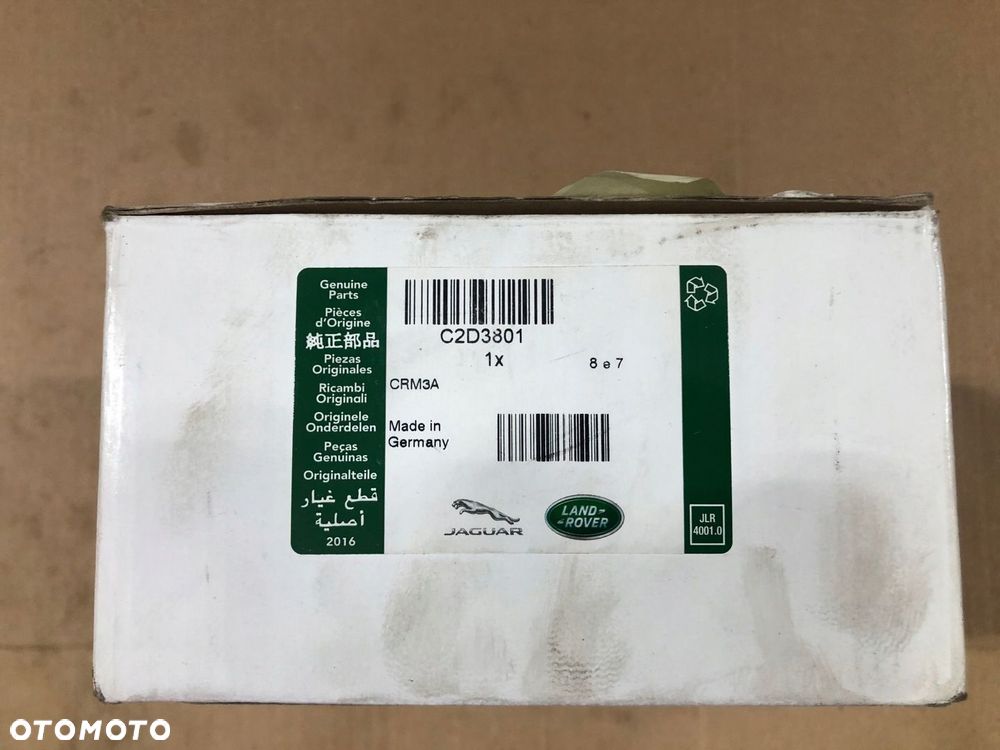 Genuine
Parts
Pièces
d'Origine
純正部品
Piezas
Originales
Ricambi
Originali
Originele
Onderdelen
Peças
Genuinas
Originalteile
قطع غيار
أصلية
2016
C2D3801
1x
8 e 7
CRM3A
Made in
Germany
JAGUAR
LAND-
-ROVER
JLR
4001.0
OTOMOTO